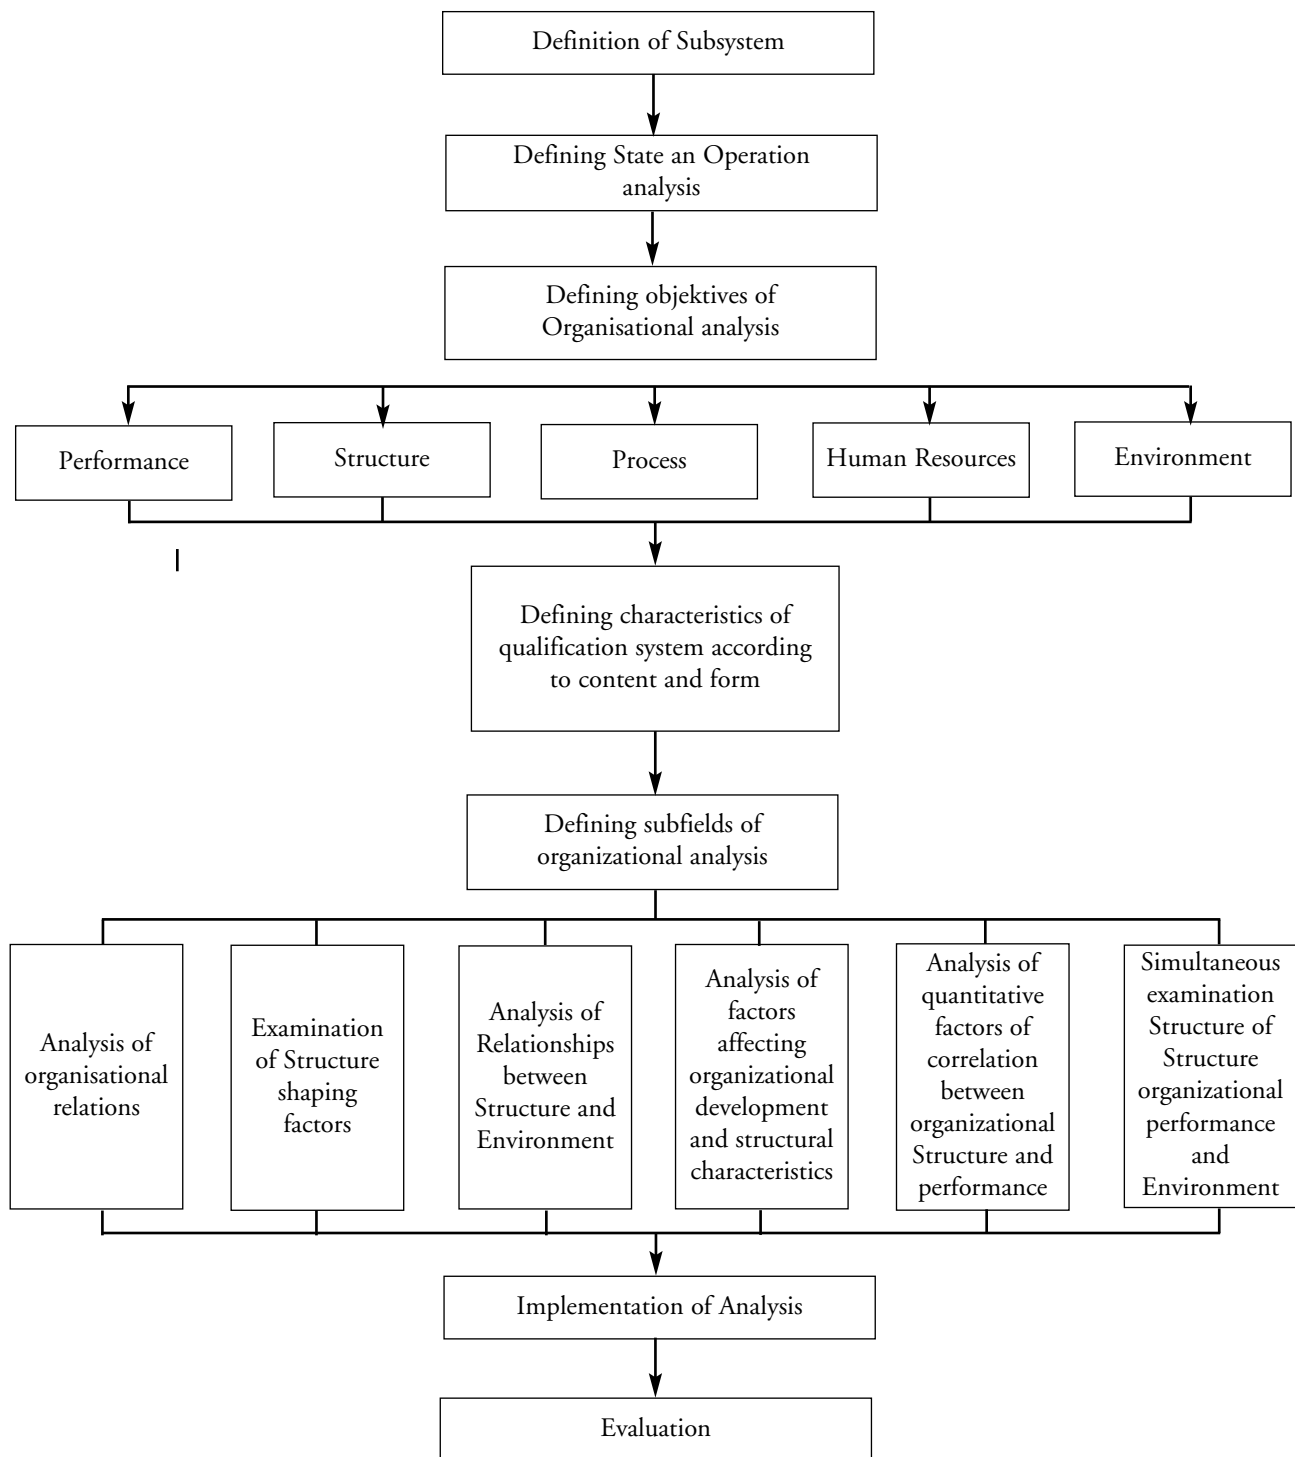 Definition of Subsystem
Defining State an Operation
analysis
Defining objektives of
Organisational analysis
Performance
Structure
Process
Human Resources
Environment
Defining characteristics of
qualification system according
to content and form
Defining subfields of
organizational analysis
Analysis of
organisational
relations
Examination
of Structure
shaping
factors
Analysis of
Relationships
between
Structure and
Environment
Analysis of
factors
affecting
organizational
development
and structural
characteristics
Analysis of
quantitative
factors of
correlation
between
organizational
Structure and
performance
Simultaneous
examination
Structure of
Structure
organizational
performance
and
Environment
Implementation of Analysis
Evaluation